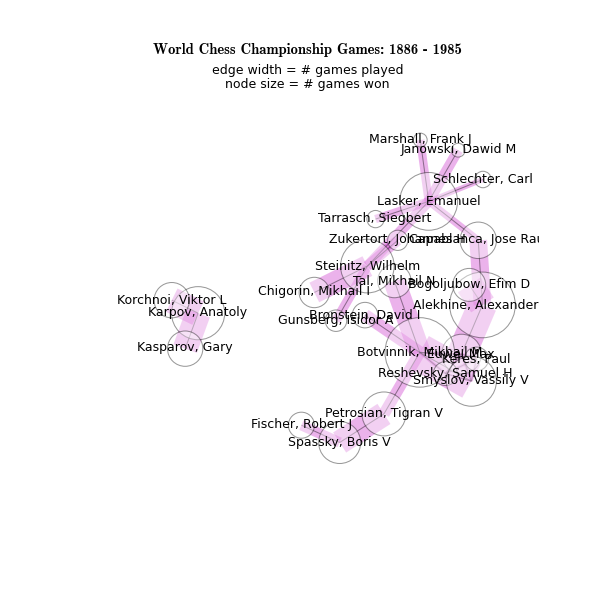 World Chess Championship Games: 1886 - 1985
edge width = # games played
node size = # games won
Marshall, Frank J
Janowski, Dawid M
Schlechter, Carl
Lasker, Emanuel
Tarrasch, Siegbert
Zukertort, Johannes H
Capablanca, Jose Rau
Steinitz, Wilhelm
Tal, Mikhail N
Bogoljubow, Efim D
Chigorin, Mikhail I
Korchnoi, Viktor L
Alekhine, Alexander
Karpov, Anatoly
Bronstein, David I
Gunsberg, Isidor A
Kasparov, Gary
Botvinnik, Mikhail M
Euwe, Max
Keres, Paul
Reshevsky, Samuel H
Smyslov, Vassily V
Petrosian, Tigran V
Fischer, Robert J
Spassky, Boris V